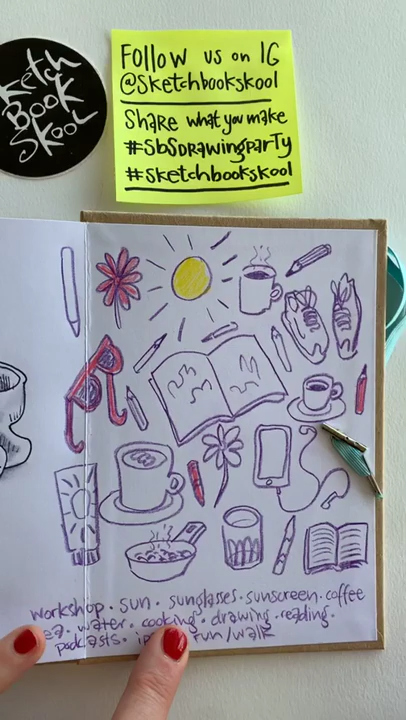 Sketch
Book
Skool
Follow us on IG
@Sketchbookskool
Share what you make
#SbSDrawingParTy
#sketchbookskool
workshop · sun · sunglasses · sunscreen · coffee
water · cooking · drawing · reading ·
podcasts · run/walk